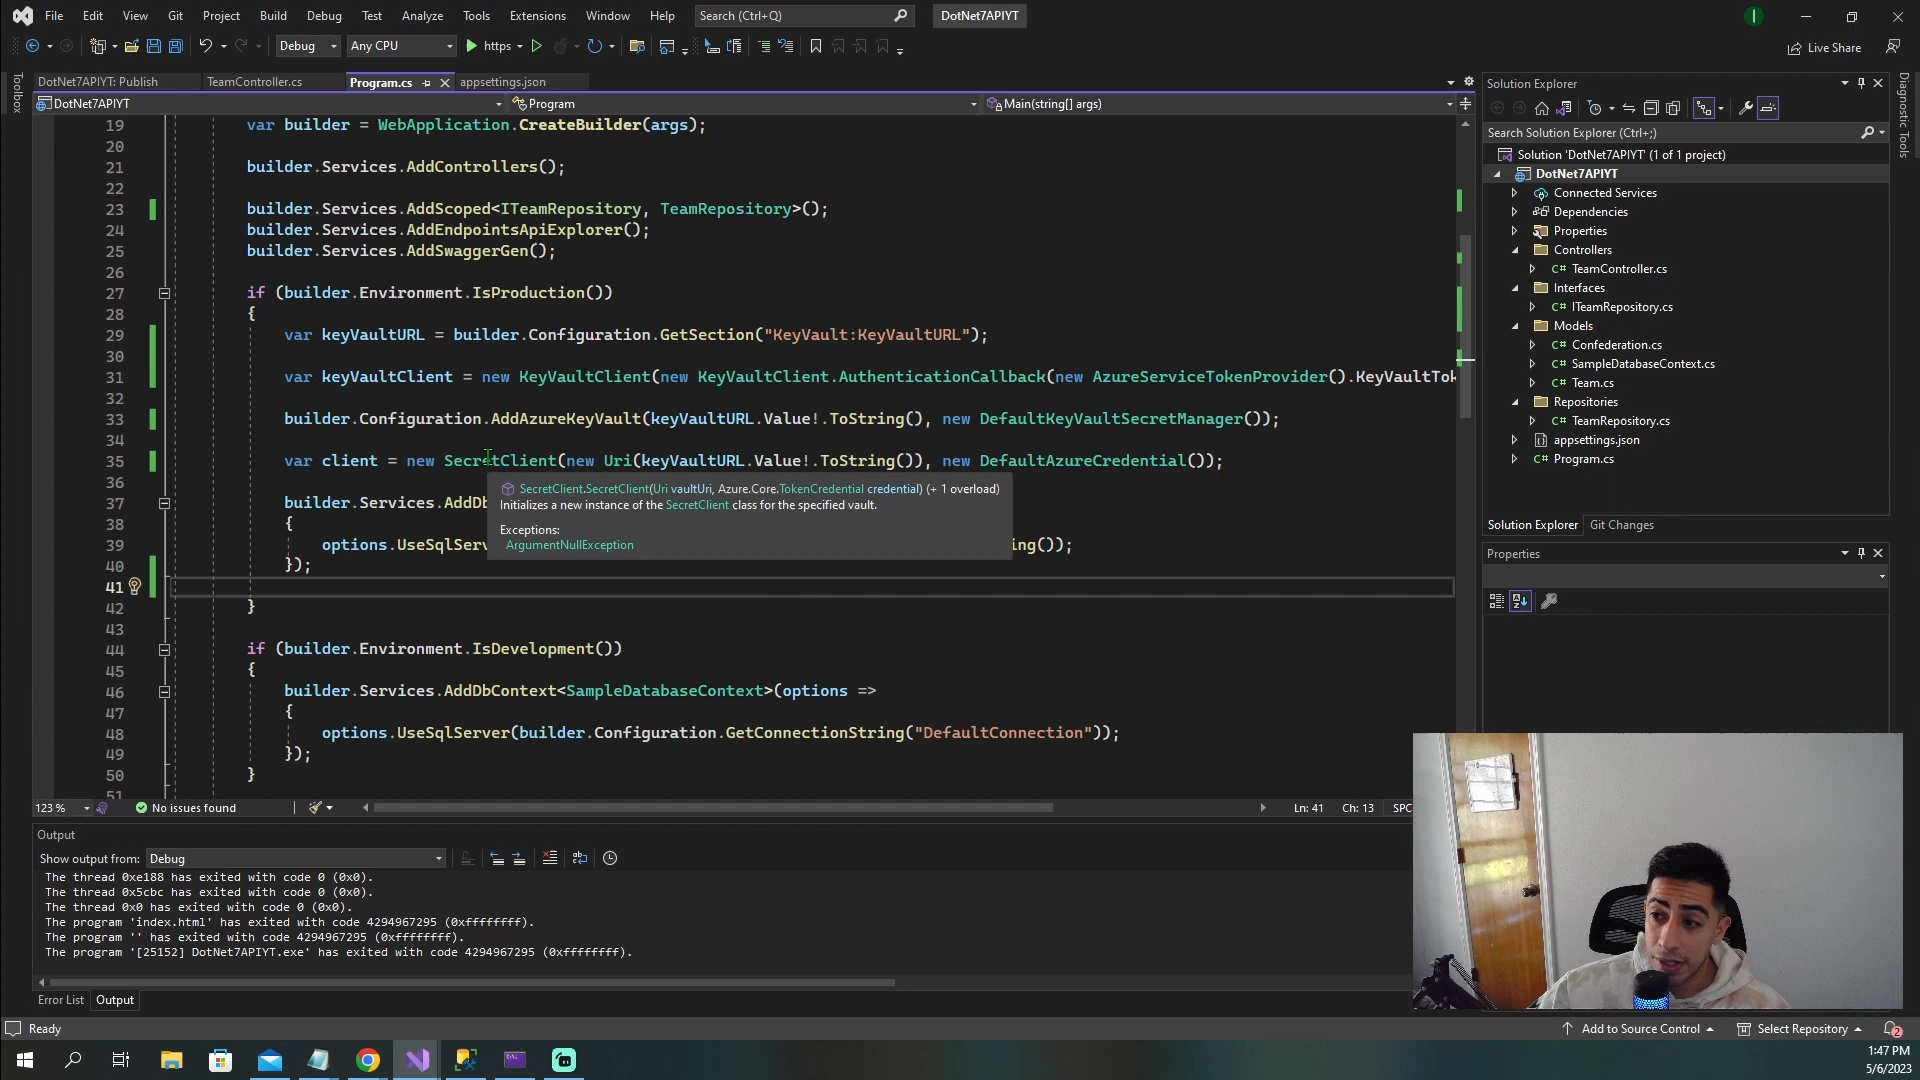 File Edit View Git Project Build Debug Test Analyze Tools Extensions Window Help Search (Ctrl+Q) DotNet7APIYT
Debug Any CPU https Live Share
DotNet7APIYT: Publish TeamController.cs Program.cs appsettings.json
DotNet7APIYT Program Main(string[] args)
Toolbox
19 var builder = WebApplication.CreateBuilder(args);
20
21 builder.Services.AddControllers();
22
23 builder.Services.AddScoped<ITeamRepository, TeamRepository>();
24 builder.Services.AddEndpointsApiExplorer();
25 builder.Services.AddSwaggerGen();
26
27 if (builder.Environment.IsProduction())
28 {
29 var keyVaultURL = builder.Configuration.GetSection("KeyVault:KeyVaultURL");
30
31 var keyVaultClient = new KeyVaultClient(new KeyVaultClient.AuthenticationCallback(new AzureServiceTokenProvider().KeyVaultTok
32
33 builder.Configuration.AddAzureKeyVault(keyVaultURL.Value!.ToString(), new DefaultKeyVaultSecretManager());
34
35 var client = new SecretClient(new Uri(keyVaultURL.Value!.ToString()), new DefaultAzureCredential());
36
SecretClient.SecretClient(Uri vaultUri, Azure.Core.TokenCredential credential) (+ 1 overload)
Initializes a new instance of the SecretClient class for the specified vault.
Exceptions:
ArgumentNullException
37 builder.Services.AddDb
38 {
39 options.UseSqlServ ing());
40 });
41
42 }
43
44 if (builder.Environment.IsDevelopment())
45 {
46 builder.Services.AddDbContext<SampleDatabaseContext>(options =>
47 {
48 options.UseSqlServer(builder.Configuration.GetConnectionString("DefaultConnection"));
49 });
50 }
51
123 % No issues found Ln: 41 Ch: 13 SPC
Output
Show output from: Debug
The thread 0xe188 has exited with code 0 (0x0).
The thread 0x5cbc has exited with code 0 (0x0).
The thread 0x0 has exited with code 0 (0x0).
The program 'index.html' has exited with code 4294967295 (0xffffffff).
The program '' has exited with code 4294967295 (0xffffffff).
The program '[25152] DotNet7APIYT.exe' has exited with code 4294967295 (0xffffffff).
Error List Output
Solution Explorer
Search Solution Explorer (Ctrl+;)
Solution 'DotNet7APIYT' (1 of 1 project)
DotNet7APIYT
Connected Services
Dependencies
Properties
Controllers
C# TeamController.cs
Interfaces
C# ITeamRepository.cs
Models
C# Confederation.cs
C# SampleDatabaseContext.cs
C# Team.cs
Repositories
C# TeamRepository.cs
appsettings.json
C# Program.cs
Solution Explorer Git Changes
Properties
Diagnostic Tools
Ready Add to Source Control Select Repository 2
1:47 PM
5/6/2023